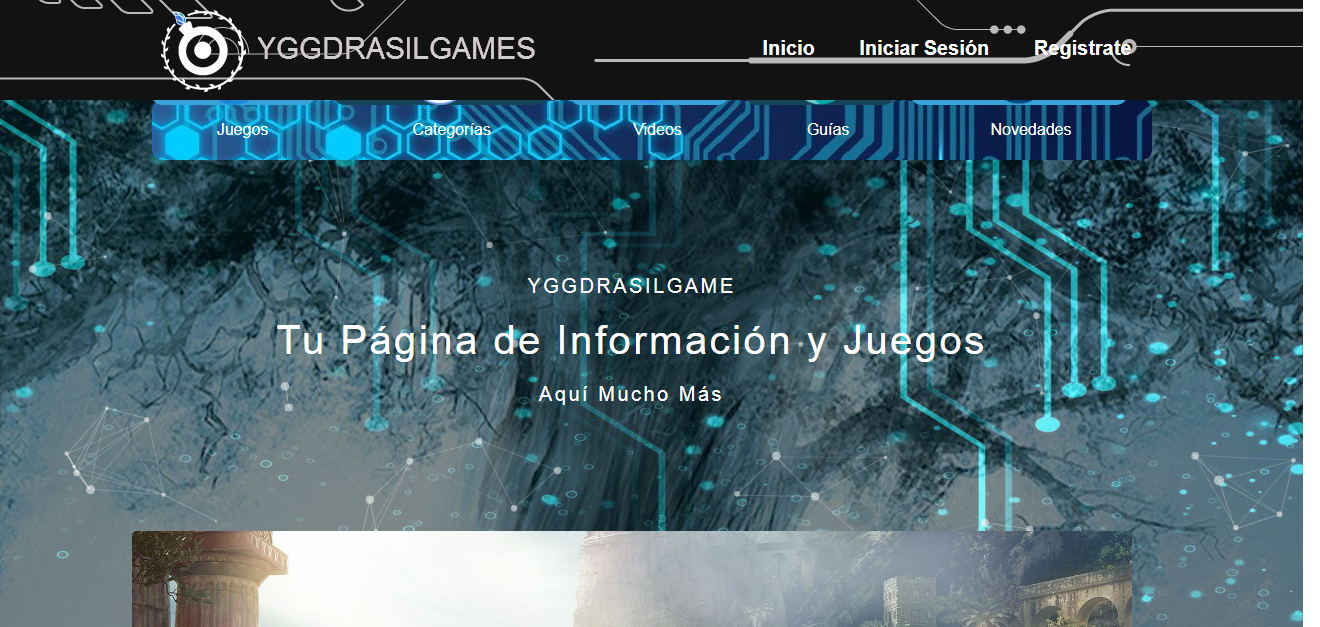 YGGDRASILGAMES
Inicio Iniciar Sesión Registrate
Juegos Categorías Videos Guías Novedades
YGGDRASILGAME
Tu Página de Información y Juegos
Aquí Mucho Más